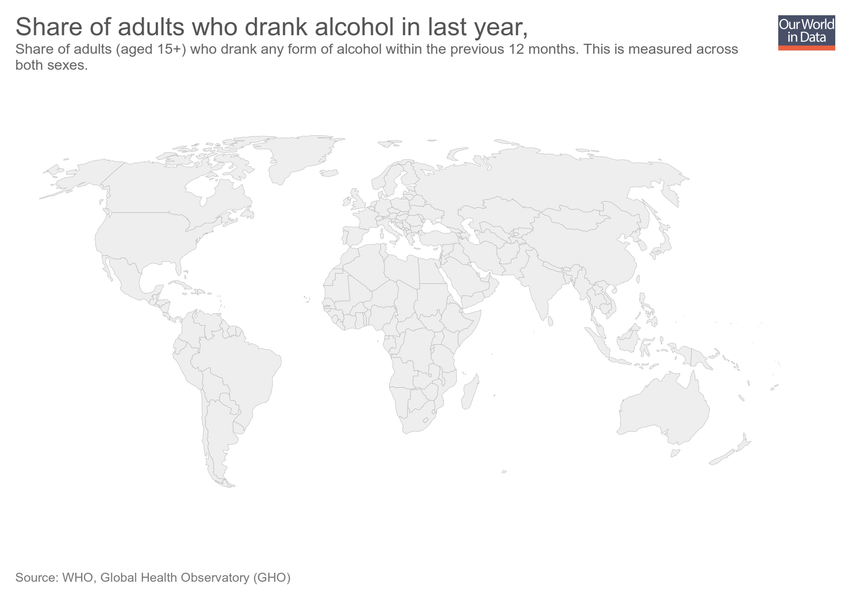 Share of adults who drank alcohol in last year,
Share of adults (aged 15+) who drank any form of alcohol within the previous 12 months. This is measured across
both sexes.
Our World
in Data
Source: WHO, Global Health Observatory (GHO)